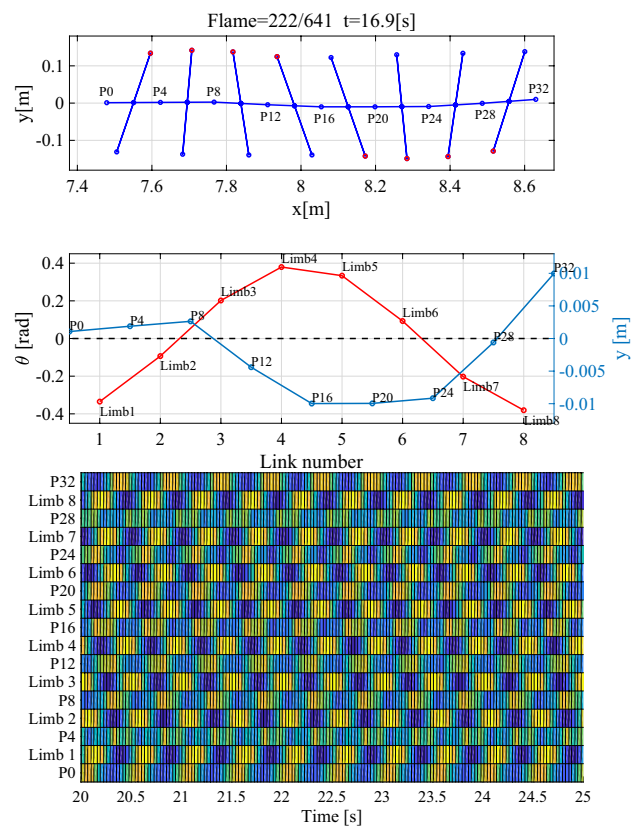 Flame=222/641 t=16.9[s]
0.1
0
-0.1
y[m]
P0
P4
P8
P12
P16
P20
P24
P28
P32
7.4
7.6
7.8
8
8.2
8.4
8.6
x[m]
0.4
0.2
0
-0.2
-0.4
θ [rad]
Limb1
Limb2
Limb3
Limb4
Limb5
Limb6
Limb7
Limb8
P0
P4
P8
P12
P16
P20
P24
P28
P32
0.01
0.005
0
-0.005
-0.01
y [m]
1
2
3
4
5
6
7
8
Link number
P32
Limb 8
P28
Limb 7
P24
Limb 6
P20
Limb 5
P16
Limb 4
P12
Limb 3
P8
Limb 2
P4
Limb 1
P0
20
20.5
21
21.5
22
22.5
23
23.5
24
24.5
25
Time [s]